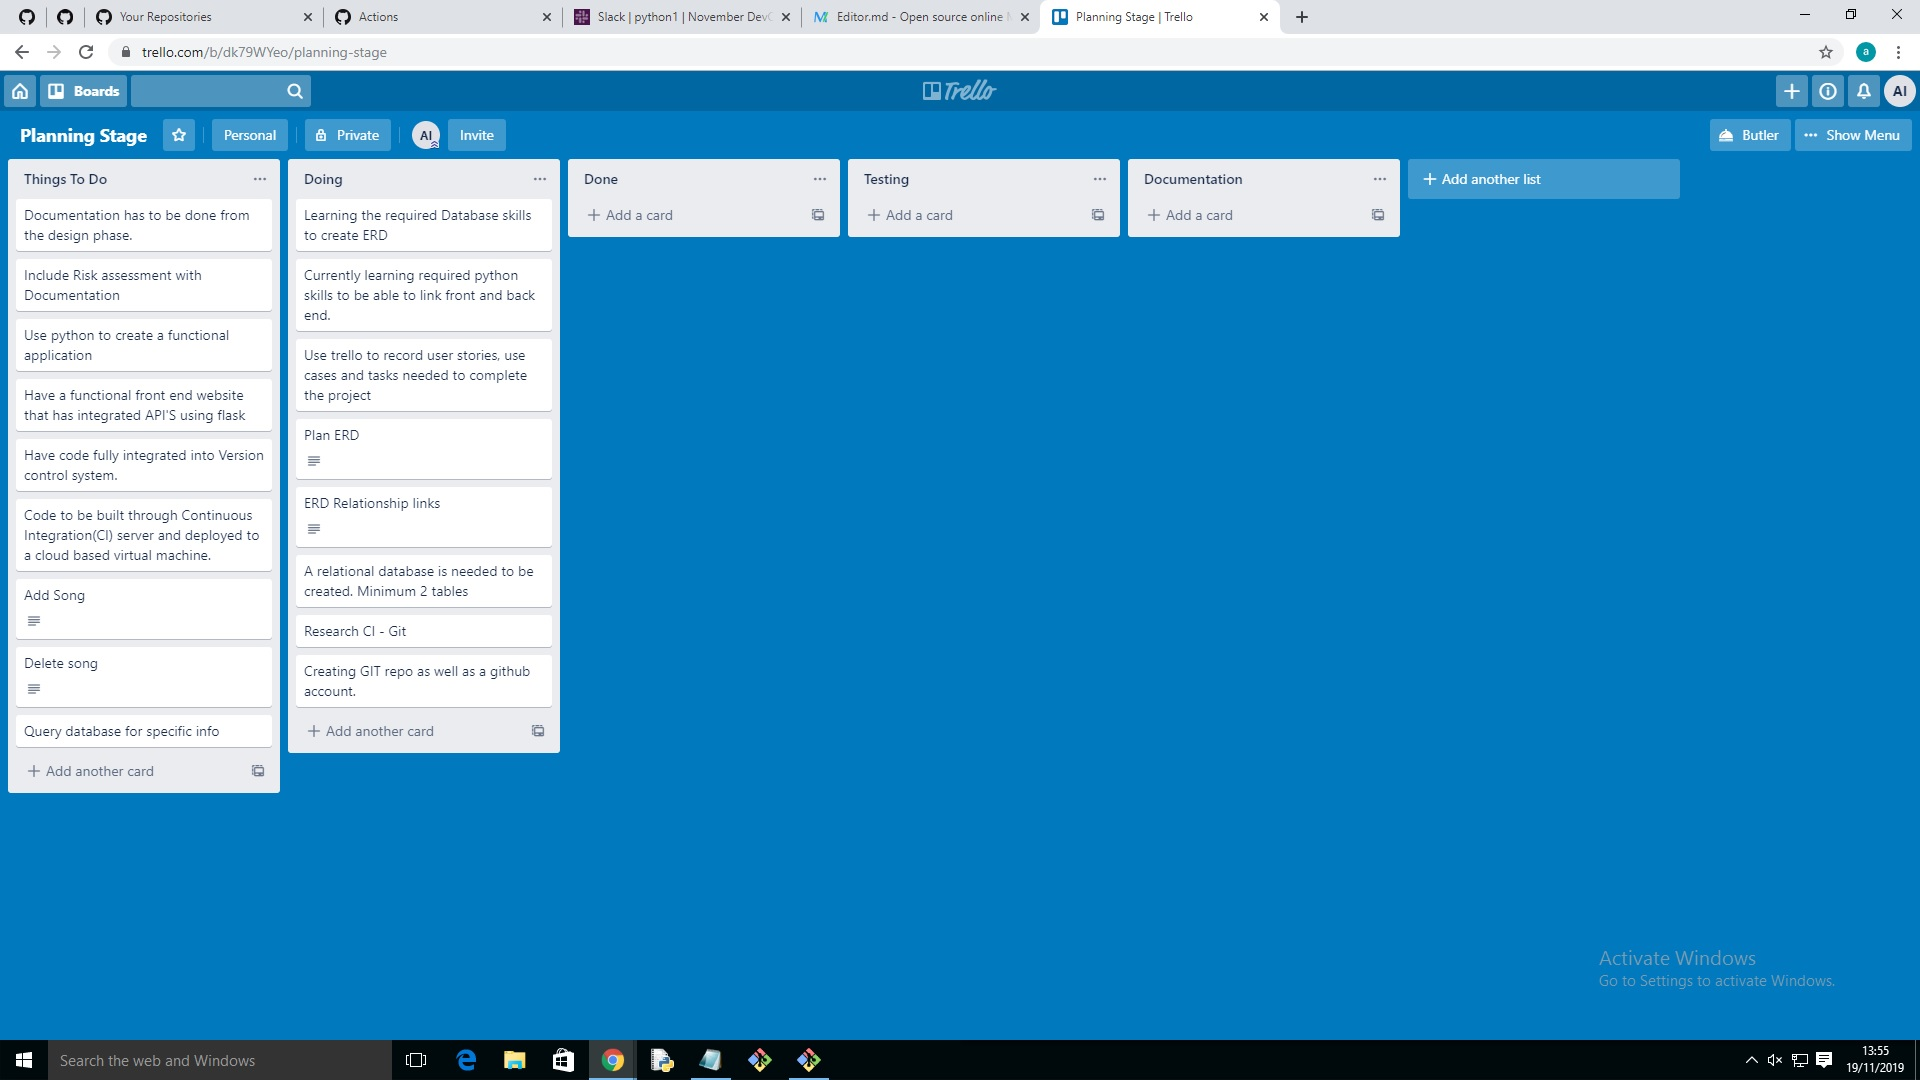 Your Repositories
Actions
Slack | python1 | November DevO
Editor.md - Open source online M
Planning Stage | Trello
trello.com/b/dk79WYeo/planning-stage
a
Boards
Trello
AI
Planning Stage
Personal
Private
AI
Invite
Butler
Show Menu
Things To Do
Documentation has to be done from
the design phase.
Include Risk assessment with
Documentation
Use python to create a functional
application
Have a functional front end website
that has integrated API'S using flask
Have code fully integrated into Version
control system.
Code to be built through Continuous
Integration(CI) server and deployed to
a cloud based virtual machine.
Add Song
Delete song
Query database for specific info
+ Add another card
Doing
Learning the required Database skills
to create ERD
Currently learning required python
skills to be able to link front and back
end.
Use trello to record user stories, use
cases and tasks needed to complete
the project
Plan ERD
ERD Relationship links
A relational database is needed to be
created. Minimum 2 tables
Research CI - Git
Creating GIT repo as well as a github
account.
+ Add another card
Done
+ Add a card
Testing
+ Add a card
Documentation
+ Add a card
+ Add another list
Activate Windows
Go to Settings to activate Windows.
Search the web and Windows
13:55
19/11/2019